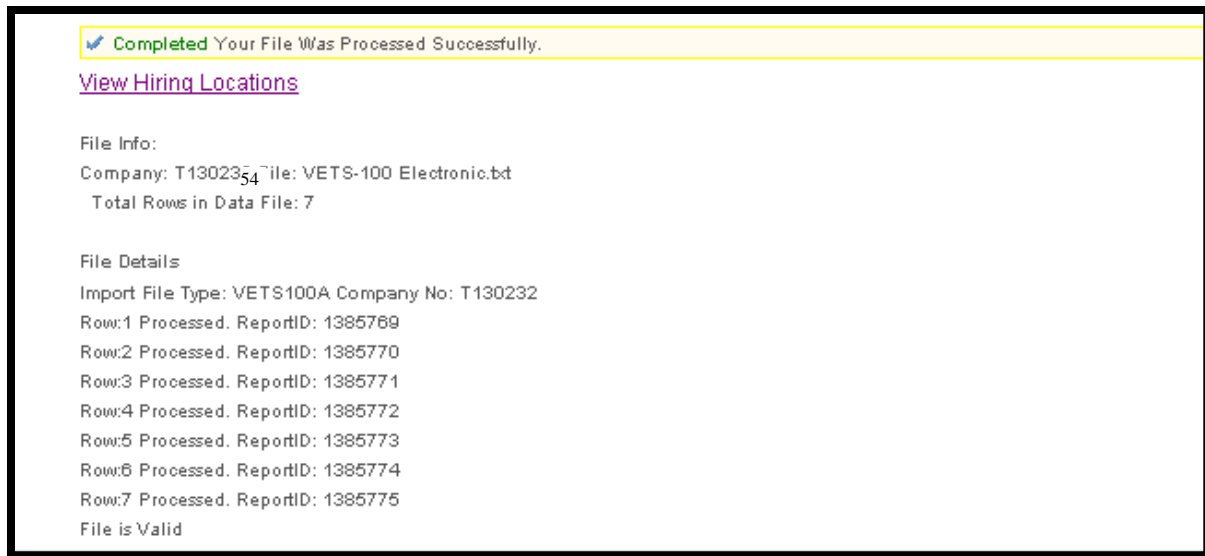 Completed Your File Was Processed Successfully.
View Hiring Locations
File Info:
Company: T13023 54 ile: VETS-100 Electronic.txt
Total Rows in Data File: 7
File Details
Import File Type: VETS100A Company No: T130232
Row:1 Processed. ReportID: 1385769
Row:2 Processed. ReportID: 1385770
Row:3 Processed. ReportID: 1385771
Row:4 Processed. ReportID: 1385772
Row:5 Processed. ReportID: 1385773
Row:6 Processed. ReportID: 1385774
Row:7 Processed. ReportID: 1385775
File is Valid